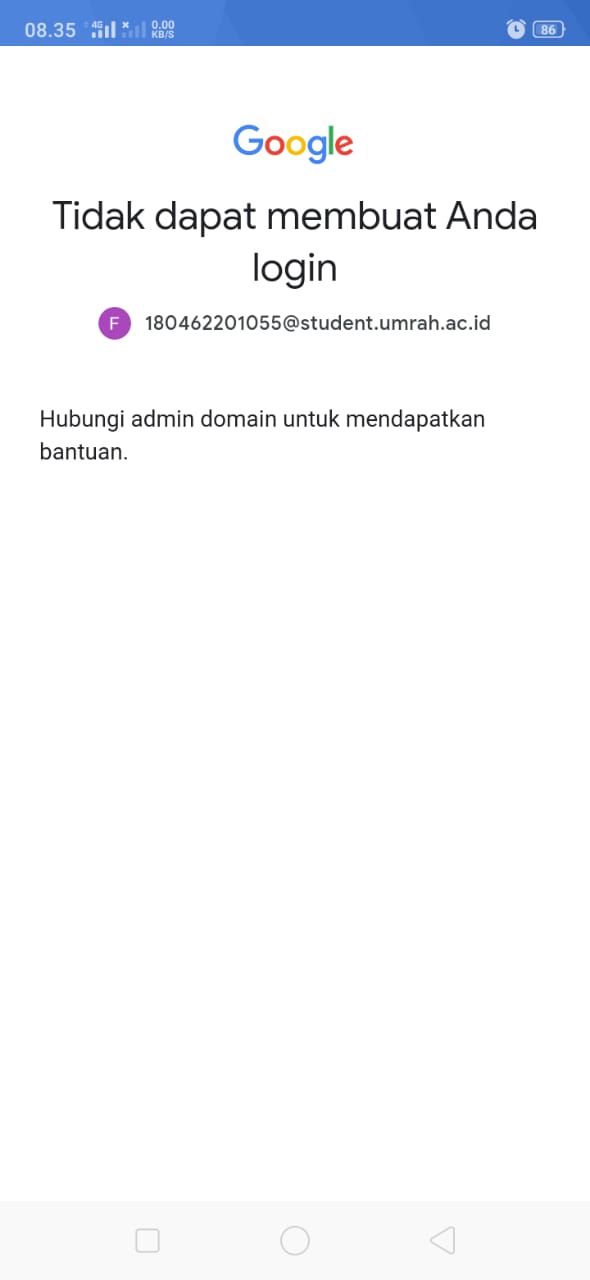 08.35 4G 0.00 86
KB/S
Google
Tidak dapat membuat Anda
login
F 180462201055@student.umrah.ac.id
Hubungi admin domain untuk mendapatkan
bantuan.